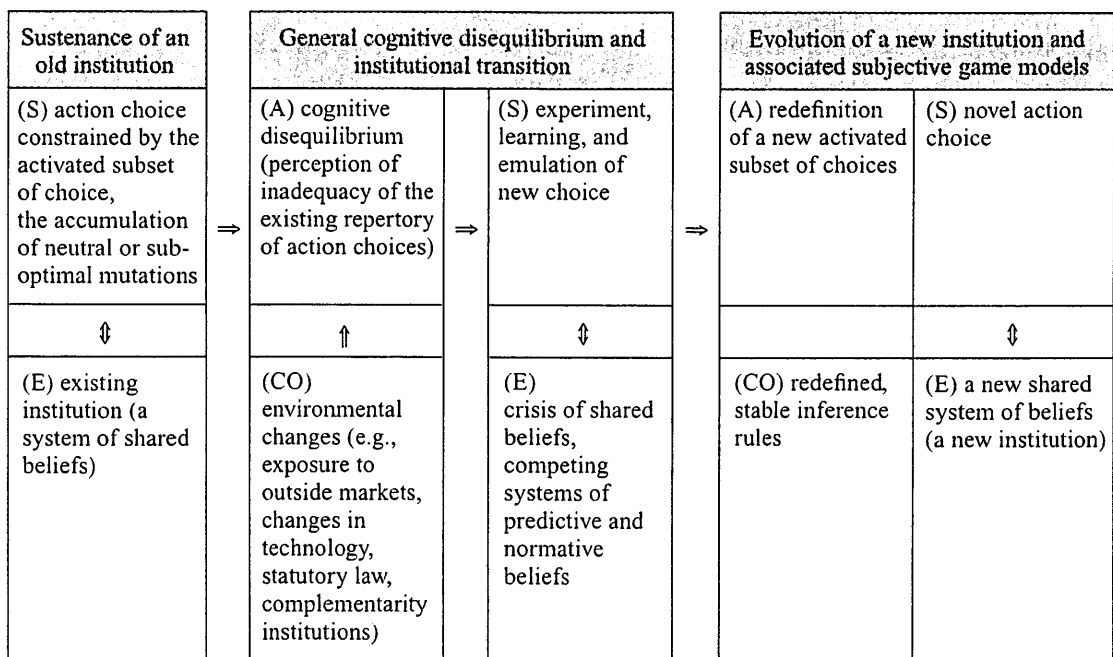 Sustenance of an
old institution
General cognitive disequilibrium and
institutional transition
Evolution of a new institution and
associated subjective game models
(S) action choice
constrained by the
activated subset
of choice,
the accumulation
of neutral or sub-
optimal mutations
⇒
(A) cognitive
disequilibrium
(perception of
inadequacy of the
existing repertory
of action choices)
⇒
(S) experiment,
learning, and
emulation of
new choice
⇒
(A) redefinition
of a new activated
subset of choices
(S) novel action
choice
⇕
⇑
⇕
⇕
(E) existing
institution (a
system of shared
beliefs)
(CO)
environmental
changes (e.g.,
exposure to
outside markets,
changes in
technology,
statutory law,
complementarity
institutions)
(E)
crisis of shared
beliefs,
competing
systems of
predictive and
normative
beliefs
(CO) redefined,
stable inference
rules
(E) a new shared
system of beliefs
(a new institution)